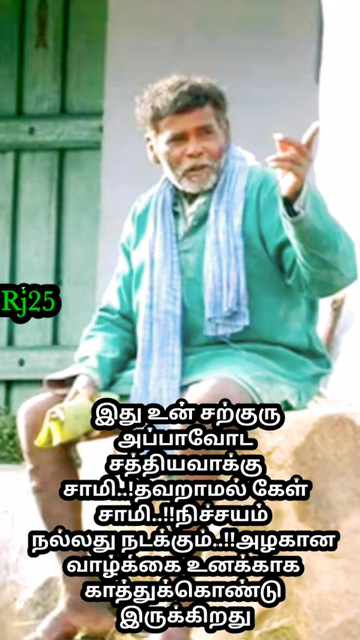 Rj25
இது உன் சற்குரு
அப்பாவோட
சத்தியவாக்கு
சாமி..!தவறாமல் கேள்
சாமி..!!நிச்சயம்
நல்லது நடக்கும்..!!அழகான
வாழ்க்கை உனக்காக
காத்துக்கொண்டு
இருக்கிறது